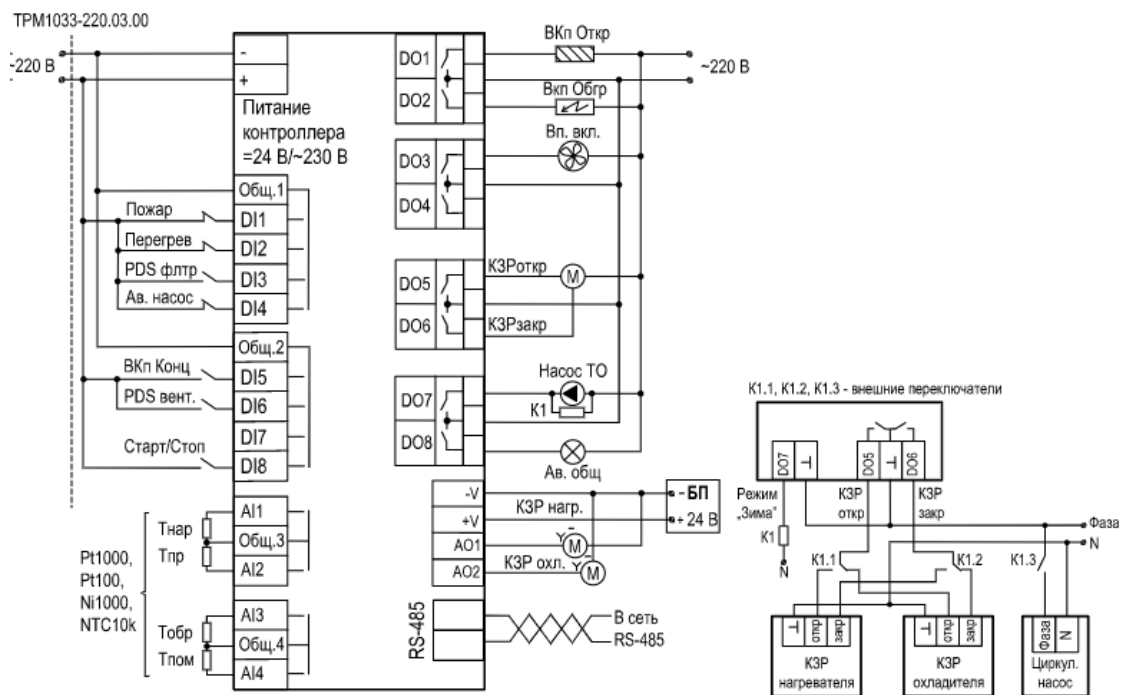 ТРМ1033-220.03.00
~220 В
-
+
Питание
контроллера
=24 В/~230 В
Общ.1
Пожар
DI1
Перегрев
DI2
PDS флтр
DI3
Ав. насос
DI4
Общ.2
ВКп Конц
DI5
PDS вент.
DI6
DI7
Старт/Стоп
DI8
Тнар
Тпр
AI1
Общ.3
AI2
Pt1000,
Pt100,
Ni1000,
NTC10k
Тобр
Тпом
AI3
Общ.4
AI4
DO1
DO2
ВКп Откр
~220 В
Вкп Обгр
DO3
DO4
Вп. вкл.
DO5
DO6
КЗРоткр
М
КЗРзакр
DO7
DO8
Насос ТО
К1
Ав. общ
-V
+V
AO1
AO2
КЗР нагр.
М
КЗР охл.
М
- БП
+ 24 В
RS-485
В сеть
RS-485
К1.1, К1.2, К1.3 - внешние переключатели
DO7
DO5
DO6
Режим
„Зима"
К1
N
КЗР
откр
КЗР
закр
Фаза
N
К1.1
К1.2
К1.3
откр
закр
КЗР
нагревателя
откр
закр
КЗР
охладителя
Фаза
N
Циркул.
насос